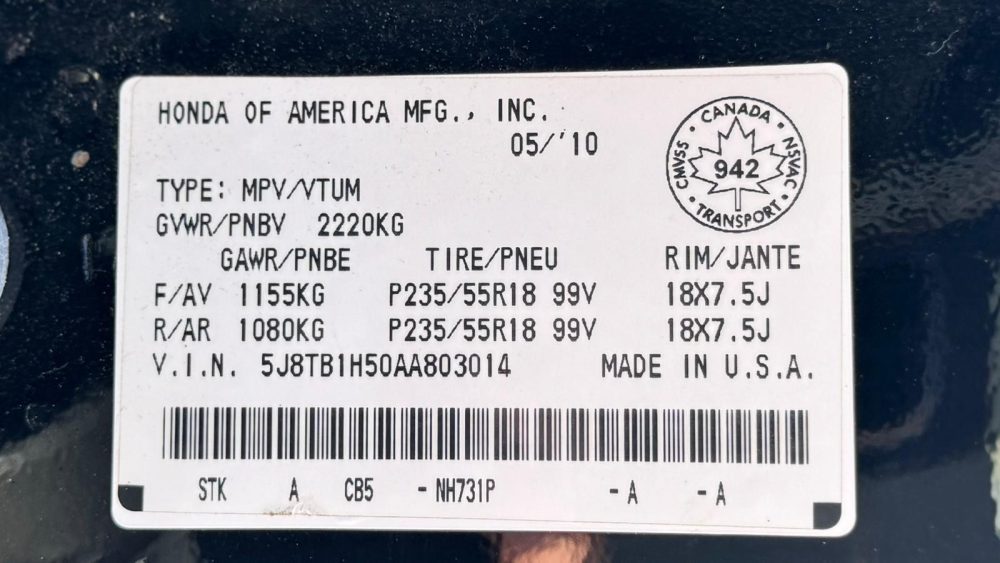 HONDA OF AMERICA MFG., INC.
05/'10
CANADA
CMVSS 942 NSVAC
TRANSPORT
TYPE: MPV/VTUM
GVWR/PNBV 2220KG
GAWR/PNBE TIRE/PNEU RIM/JANTE
F/AV 1155KG P235/55R18 99V 18X7.5J
R/AR 1080KG P235/55R18 99V 18X7.5J
V.I.N. 5J8TB1H50AA803014 MADE IN U.S.A.
STK A CB5 - NH731P - A - A